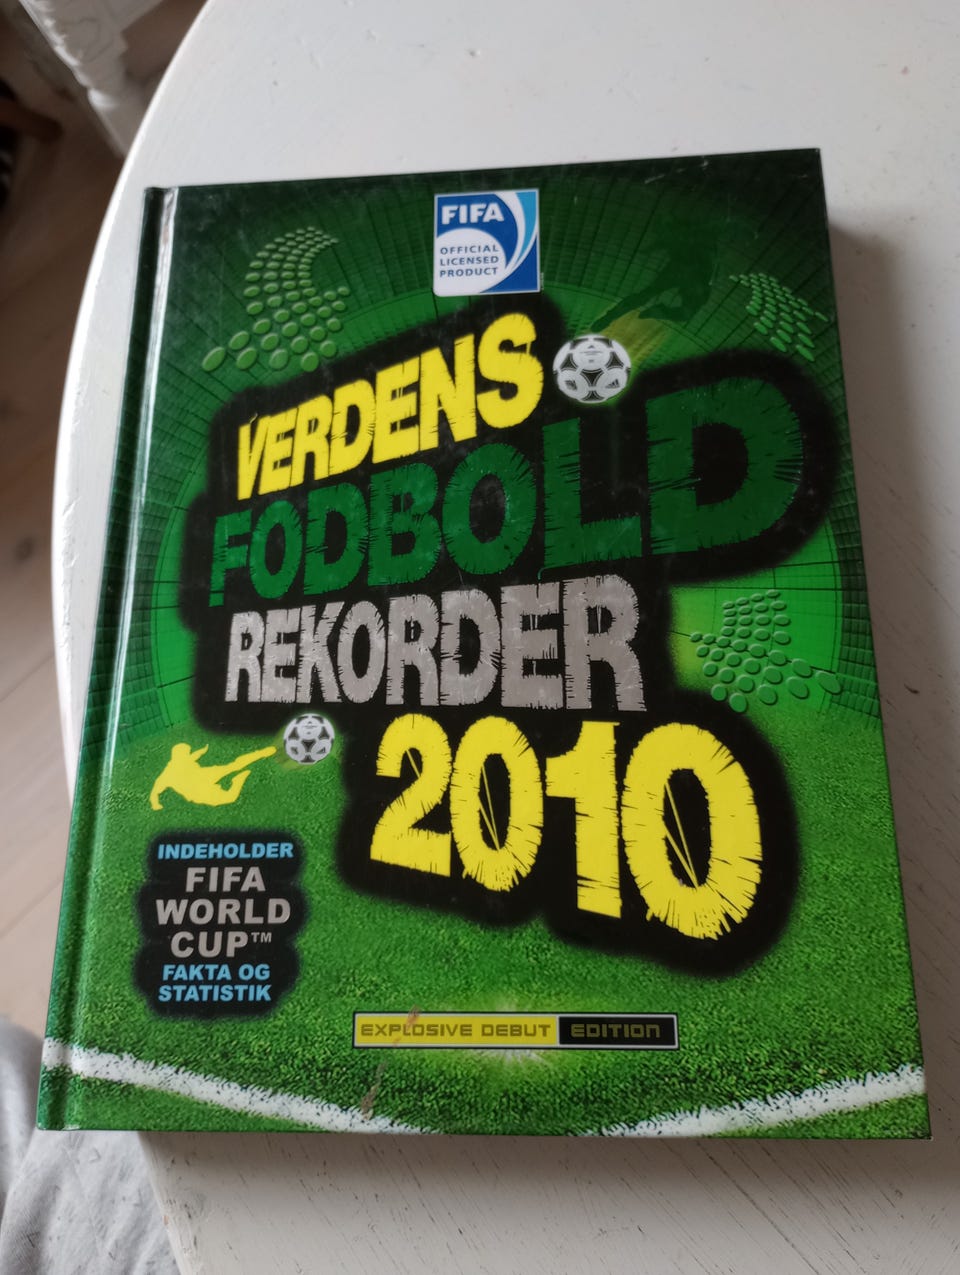 FIFA
OFFICIAL
LICENSED
PRODUCT
VERDENS
FODBOLD
REKORDER
2010
INDEHOLDER
FIFA
WORLD
CUP™
FAKTA OG
STATISTIK
EXPLOSIVE DEBUT EDITION